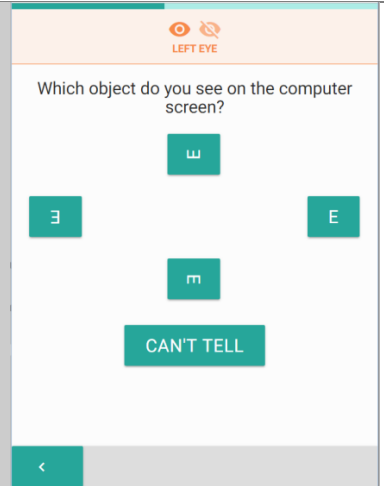 LEFT EYE
Which object do you see on the computer
screen?
E
E E
E
CAN'T TELL
<